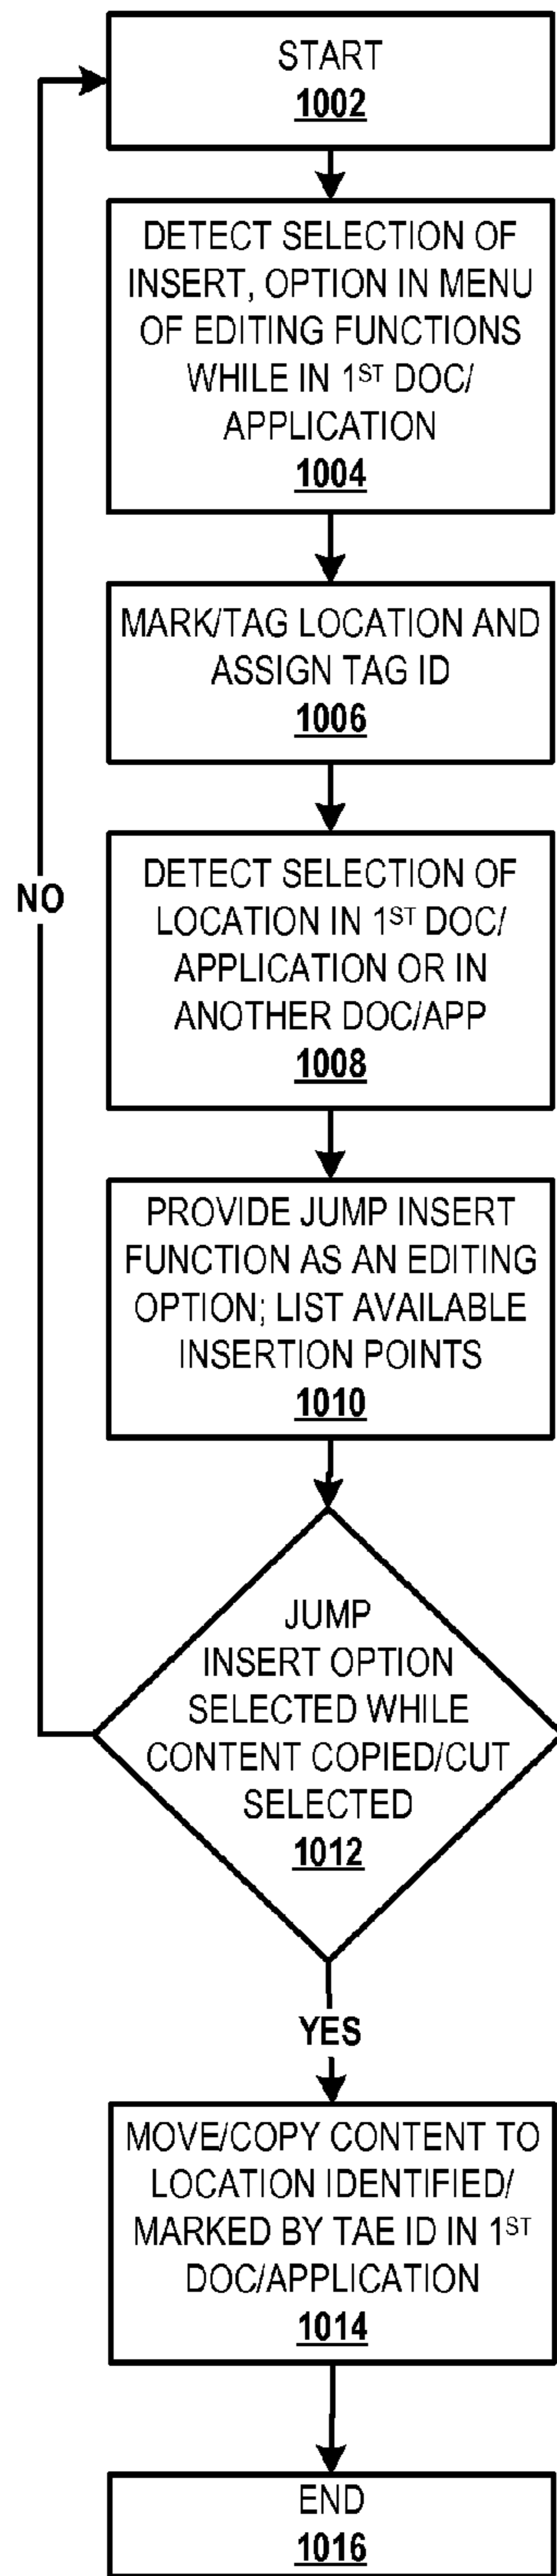 START
1002
DETECT SELECTION OF
INSERT, OPTION IN MENU
OF EDITING FUNCTIONS
WHILE IN 1ST DOC/
APPLICATION
1004
MARK/TAG LOCATION AND
ASSIGN TAG ID
1006
DETECT SELECTION OF
LOCATION IN 1ST DOC/
APPLICATION OR IN
ANOTHER DOC/APP
1008
NO
PROVIDE JUMP INSERT
FUNCTION AS AN EDITING
OPTION; LIST AVAILABLE
INSERTION POINTS
1010
JUMP
INSERT OPTION
SELECTED WHILE
CONTENT COPIED/CUT
SELECTED
1012
YES
MOVE/COPY CONTENT TO
LOCATION IDENTIFIED/
MARKED BY TAE ID IN 1ST
DOC/APPLICATION
1014
END
1016